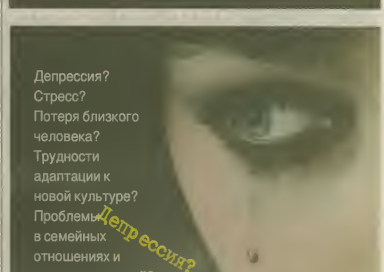 Депрессия?
Стресс?
Потеря близкого
человека?
Трудности
адаптации к
новой культуре?
Проблемы
в семейных
отношениях и
Депрессия?